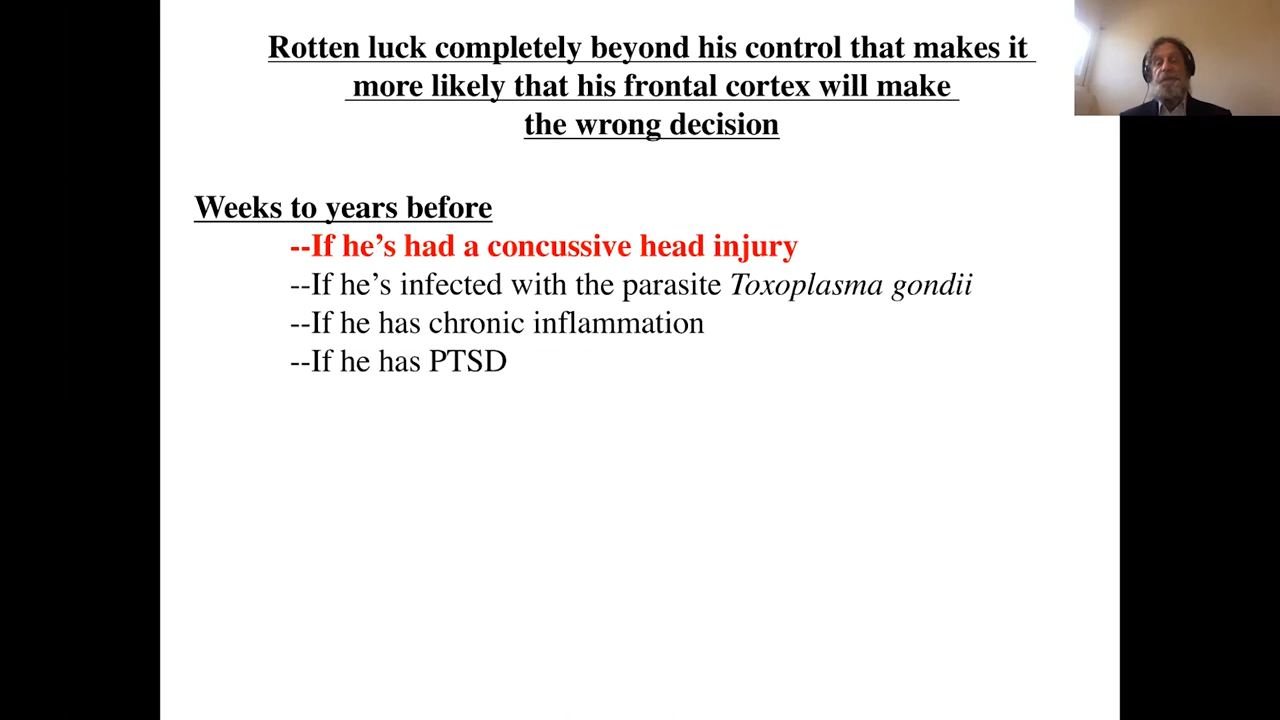 Rotten luck completely beyond his control that makes it
more likely that his frontal cortex will make
the wrong decision
Weeks to years before
--If he’s had a concussive head injury
--If he’s infected with the parasite Toxoplasma gondii
--If he has chronic inflammation
--If he has PTSD